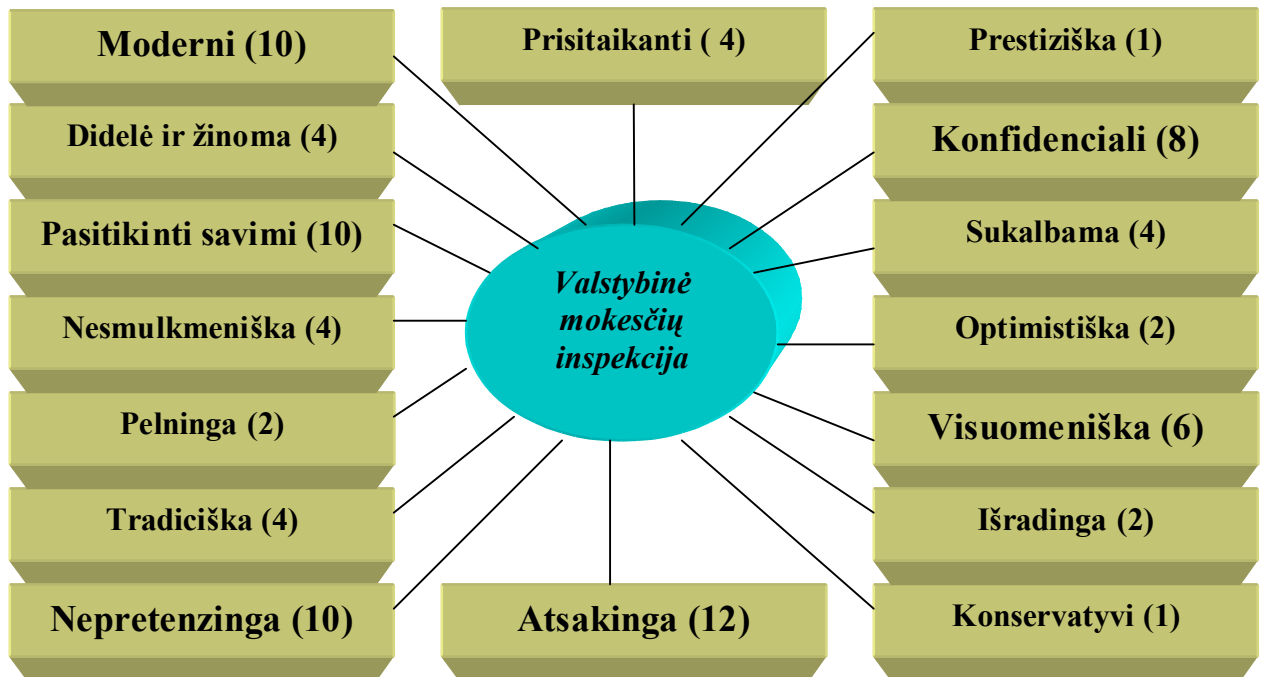 Moderni (10)
Didelė ir žinoma (4)
Pasitikinti savimi (10)
Nesmulkmeniška (4)
Pelninga (2)
Tradiciška (4)
Nepretenzinga (10)
Prisitaikanti ( 4)
Valstybinė
mokesčių
inspekcija
Atsakinga (12)
Prestiziška (1)
Konfidenciali (8)
Sukalbama (4)
Optimistiška (2)
Visuomeniška (6)
Išradinga (2)
Konservatyvi (1)